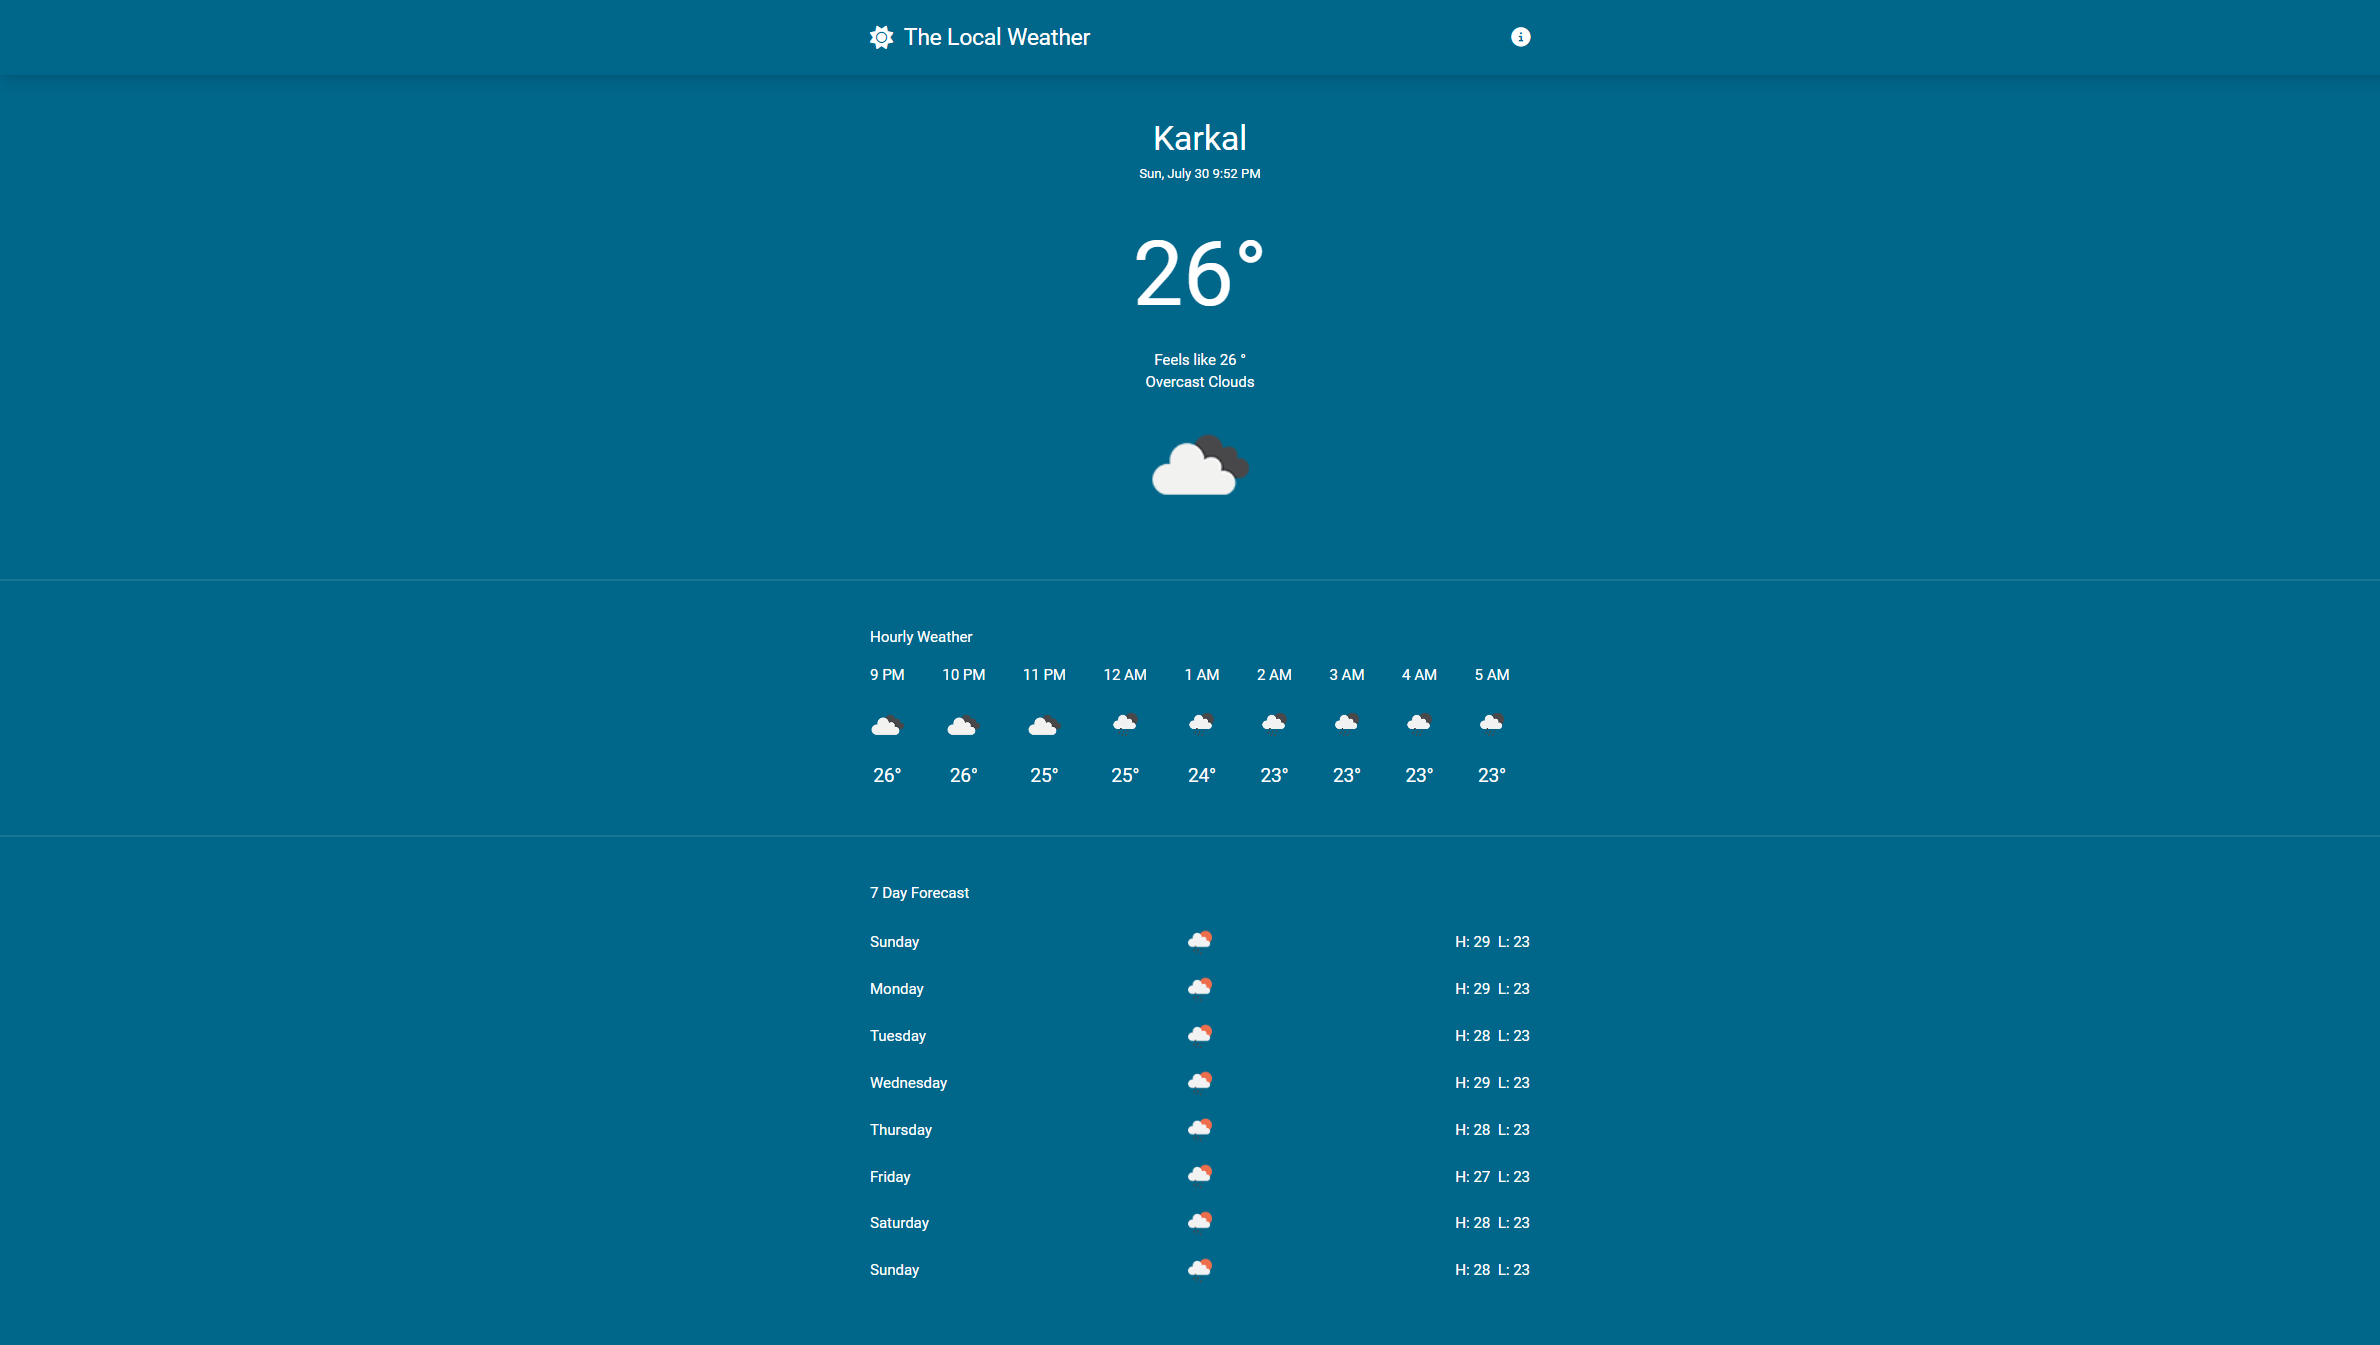 The Local Weather
Karkal
Sun, July 30 9:52 PM
26°
Feels like 26 °
Overcast Clouds
Hourly Weather
9 PM 10 PM 11 PM 12 AM 1 AM 2 AM 3 AM 4 AM 5 AM
26° 26° 25° 25° 24° 23° 23° 23° 23°
7 Day Forecast
Sunday H: 29 L: 23
Monday H: 29 L: 23
Tuesday H: 28 L: 23
Wednesday H: 29 L: 23
Thursday H: 28 L: 23
Friday H: 27 L: 23
Saturday H: 28 L: 23
Sunday H: 28 L: 23